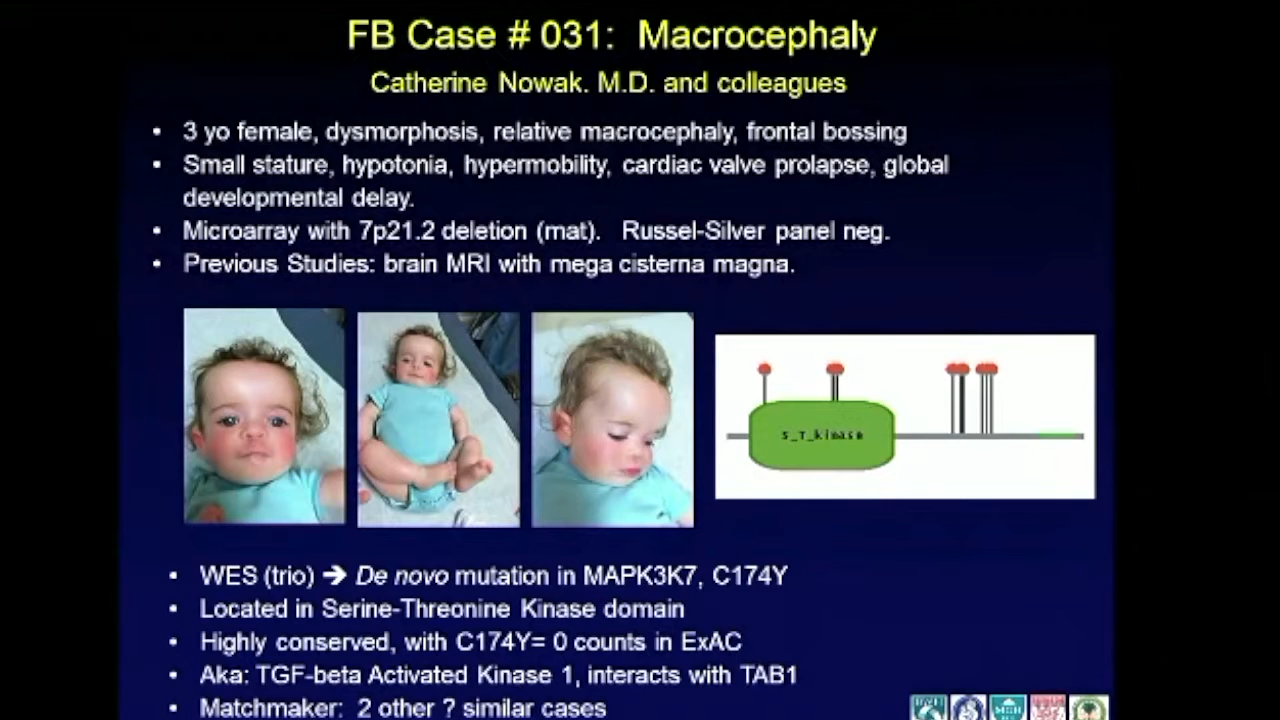 FB Case # 031: Macrocephaly
Catherine Nowak. M.D. and colleagues
• 3 yo female, dysmorphosis, relative macrocephaly, frontal bossing
• Small stature, hypotonia, hypermobility, cardiac valve prolapse, global
developmental delay.
• Microarray with 7p21.2 deletion (mat). Russel-Silver panel neg.
• Previous Studies: brain MRI with mega cisterna magna.
S_T_kinase
• WES (trio) ➔ De novo mutation in MAPK3K7, C174Y
• Located in Serine-Threonine Kinase domain
• Highly conserved, with C174Y= 0 counts in ExAC
• Aka: TGF-beta Activated Kinase 1, interacts with TAB1
• Matchmaker: 2 other ? similar cases